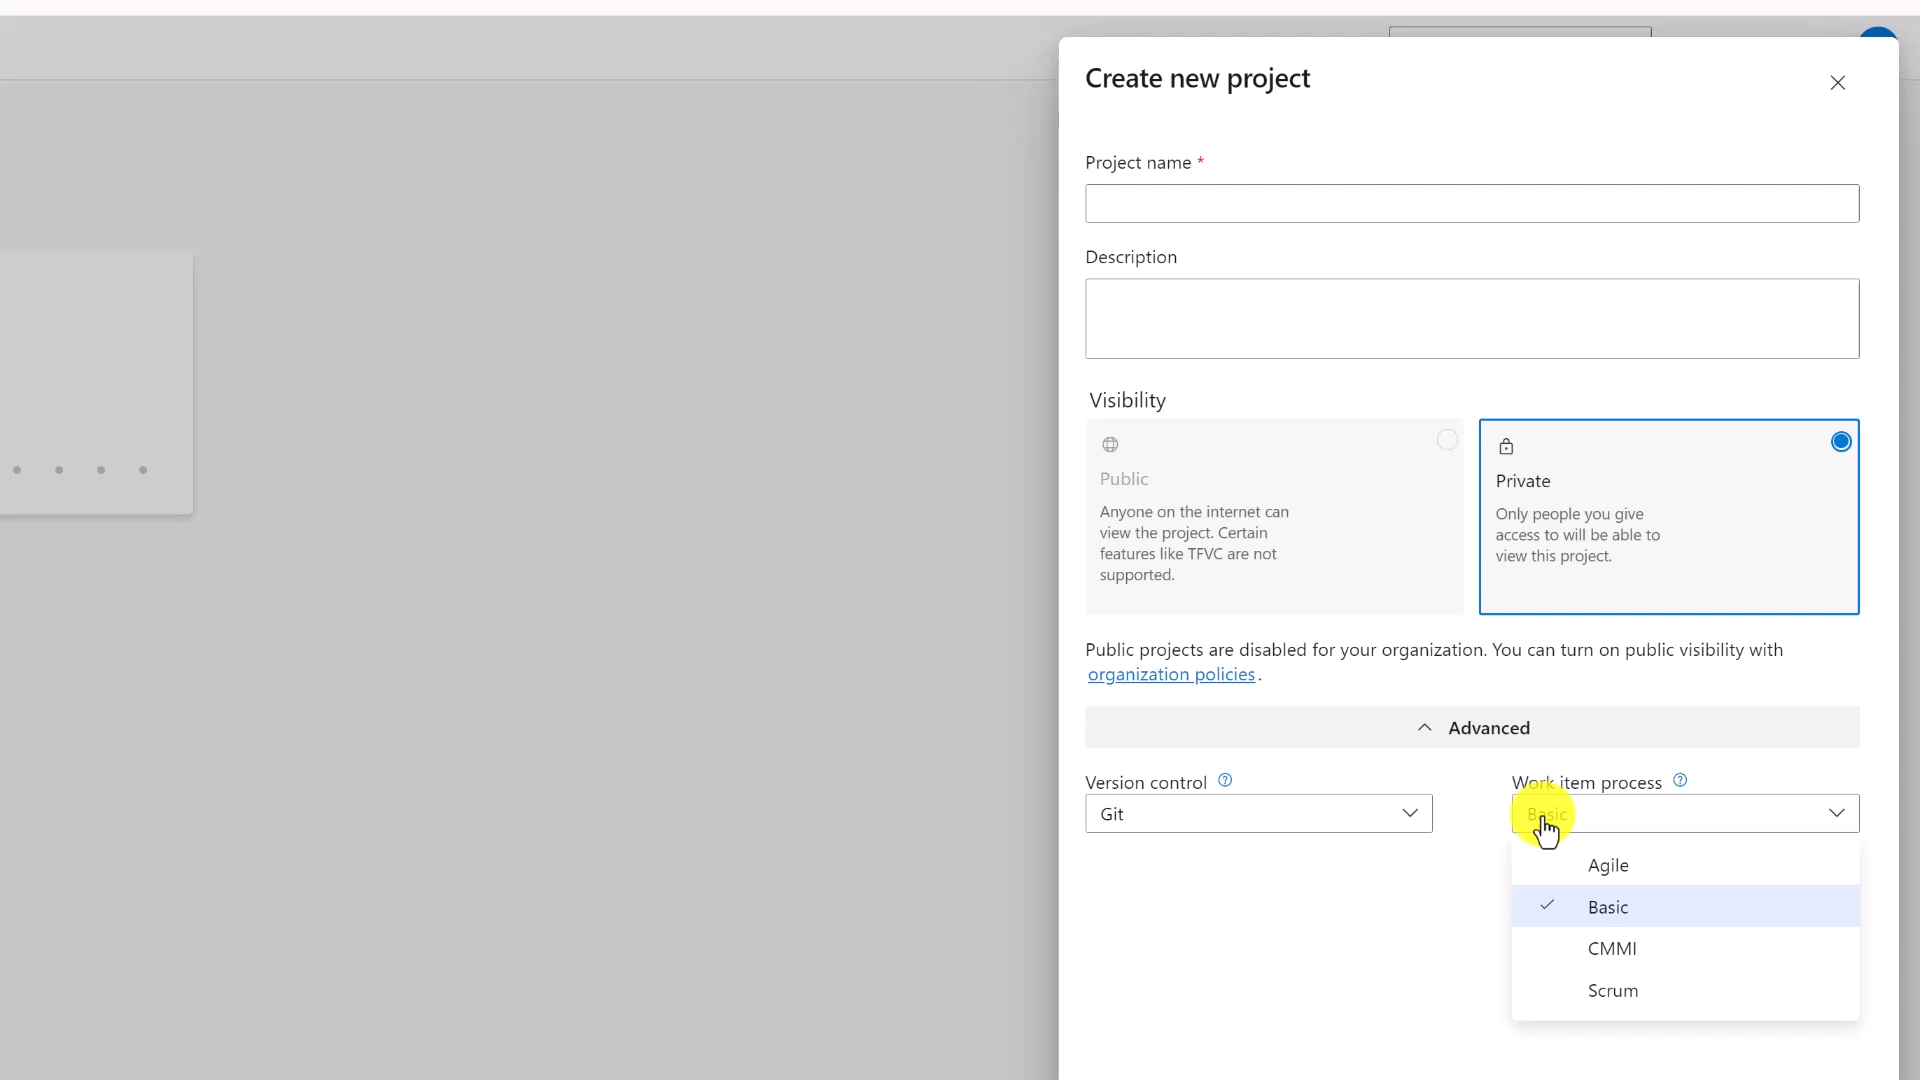 Create new project
Project name *
Description
Visibility
Public
Anyone on the internet can
view the project. Certain
features like TFVC are not
supported.
Private
Only people you give
access to will be able to
view this project.
Public projects are disabled for your organization. You can turn on public visibility with
organization policies.
Advanced
Version control
Git
Work item process
Basic
Agile
Basic
CMMI
Scrum